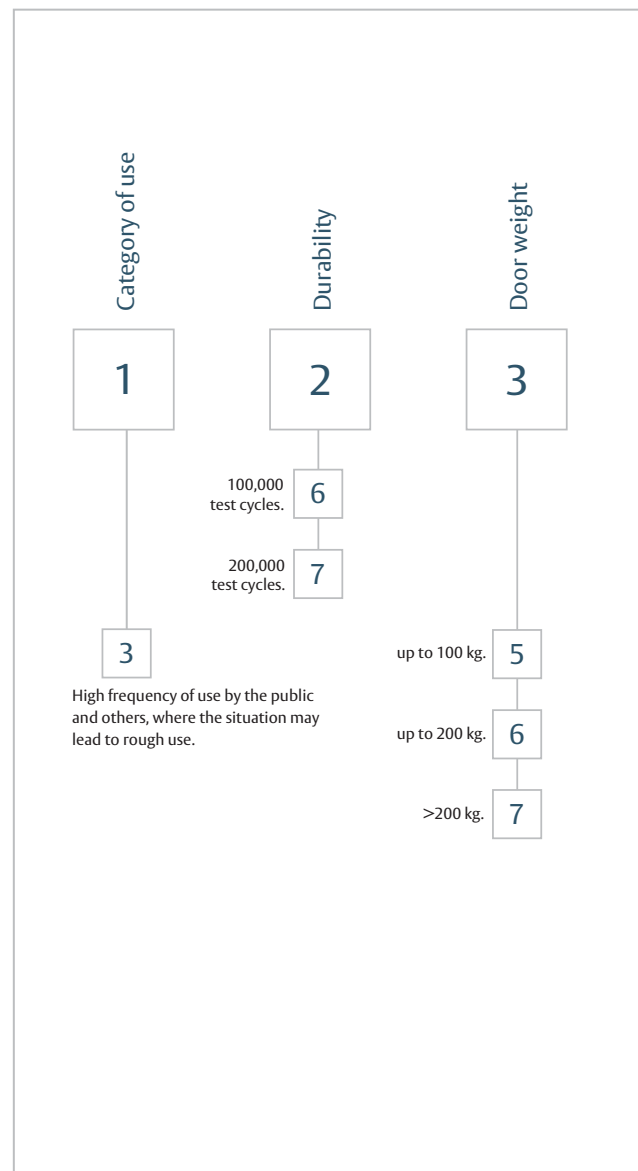 Category of use
Durability
Door weight
1
2
3
100,000
test cycles.
6
200,000
test cycles.
7
3
High frequency of use by the public
and others, where the situation may
lead to rough use.
up to 100 kg.
5
up to 200 kg.
6
>200 kg.
7